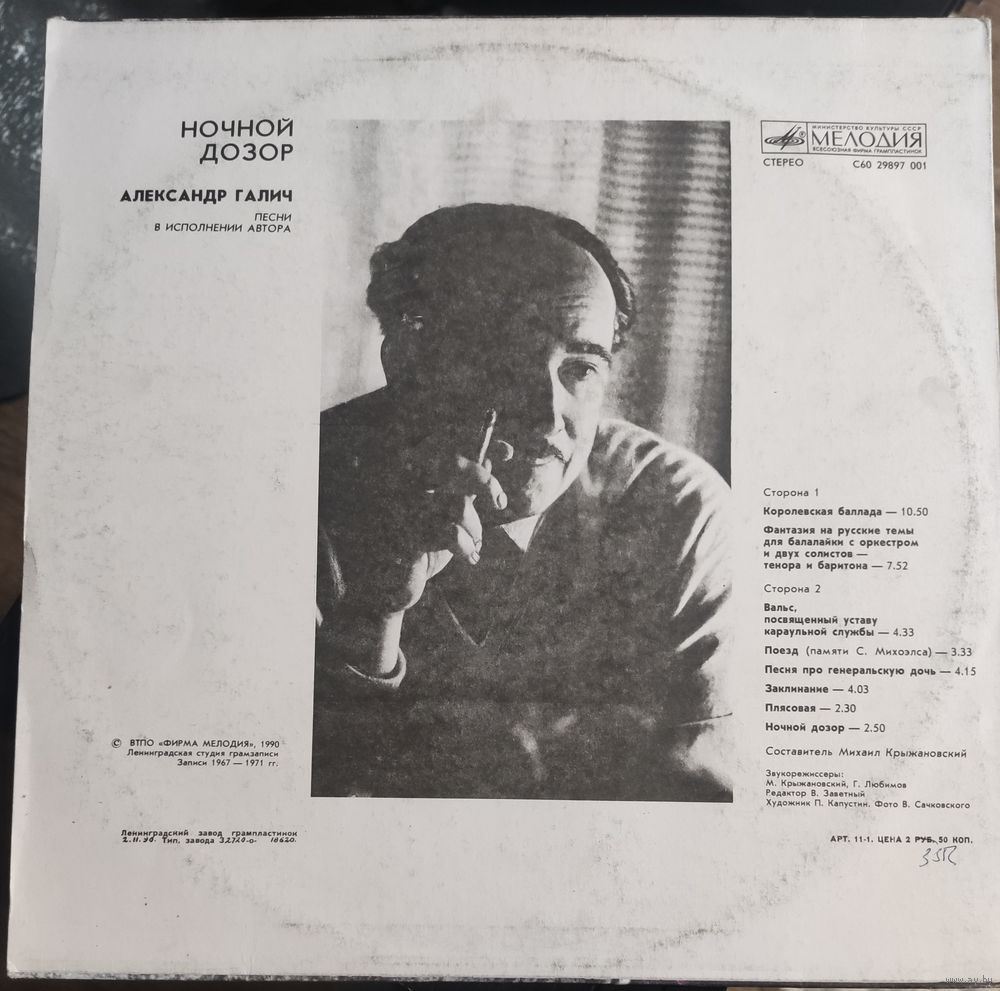 НОЧНОЙ
ДОЗОР
АЛЕКСАНДР ГАЛИЧ
ПЕСНИ
В ИСПОЛНЕНИИ АВТОРА
МИНИСТЕРСТВО КУЛЬТУРЫ СССР
МЕЛОДИЯ
ВСЕСОЮЗНАЯ ФИРМА ГРАМПЛАСТИНОК
СТЕРЕО С60 29897 001
Сторона 1
Королевская баллада — 10.50
Фантазия на русские темы
для балалайки с оркестром
и двух солистов —
тенора и баритона — 7.52
Сторона 2
Вальс,
посвященный уставу
караульной службы — 4.33
Поезд (памяти С. Михоэлса) — 3.33
Песня про генеральскую дочь — 4.15
Заклинание — 4.03
Плясовая — 2.30
Ночной дозор — 2.50
Составитель Михаил Крыжановский
Звукорежиссеры:
М. Крыжановский, Г. Любимов
Редактор В. Заветный
Художник П. Капустин. Фото В. Сачковского
© ВТПО «ФИРМА МЕЛОДИЯ», 1990
Ленинградская студия грамзаписи
Записи 1967 — 1971 гг.
Ленинградский завод грампластинок
Тип. завода
АРТ. 11-1. ЦЕНА 2 РУБ. 50 КОП.
www.ay.by